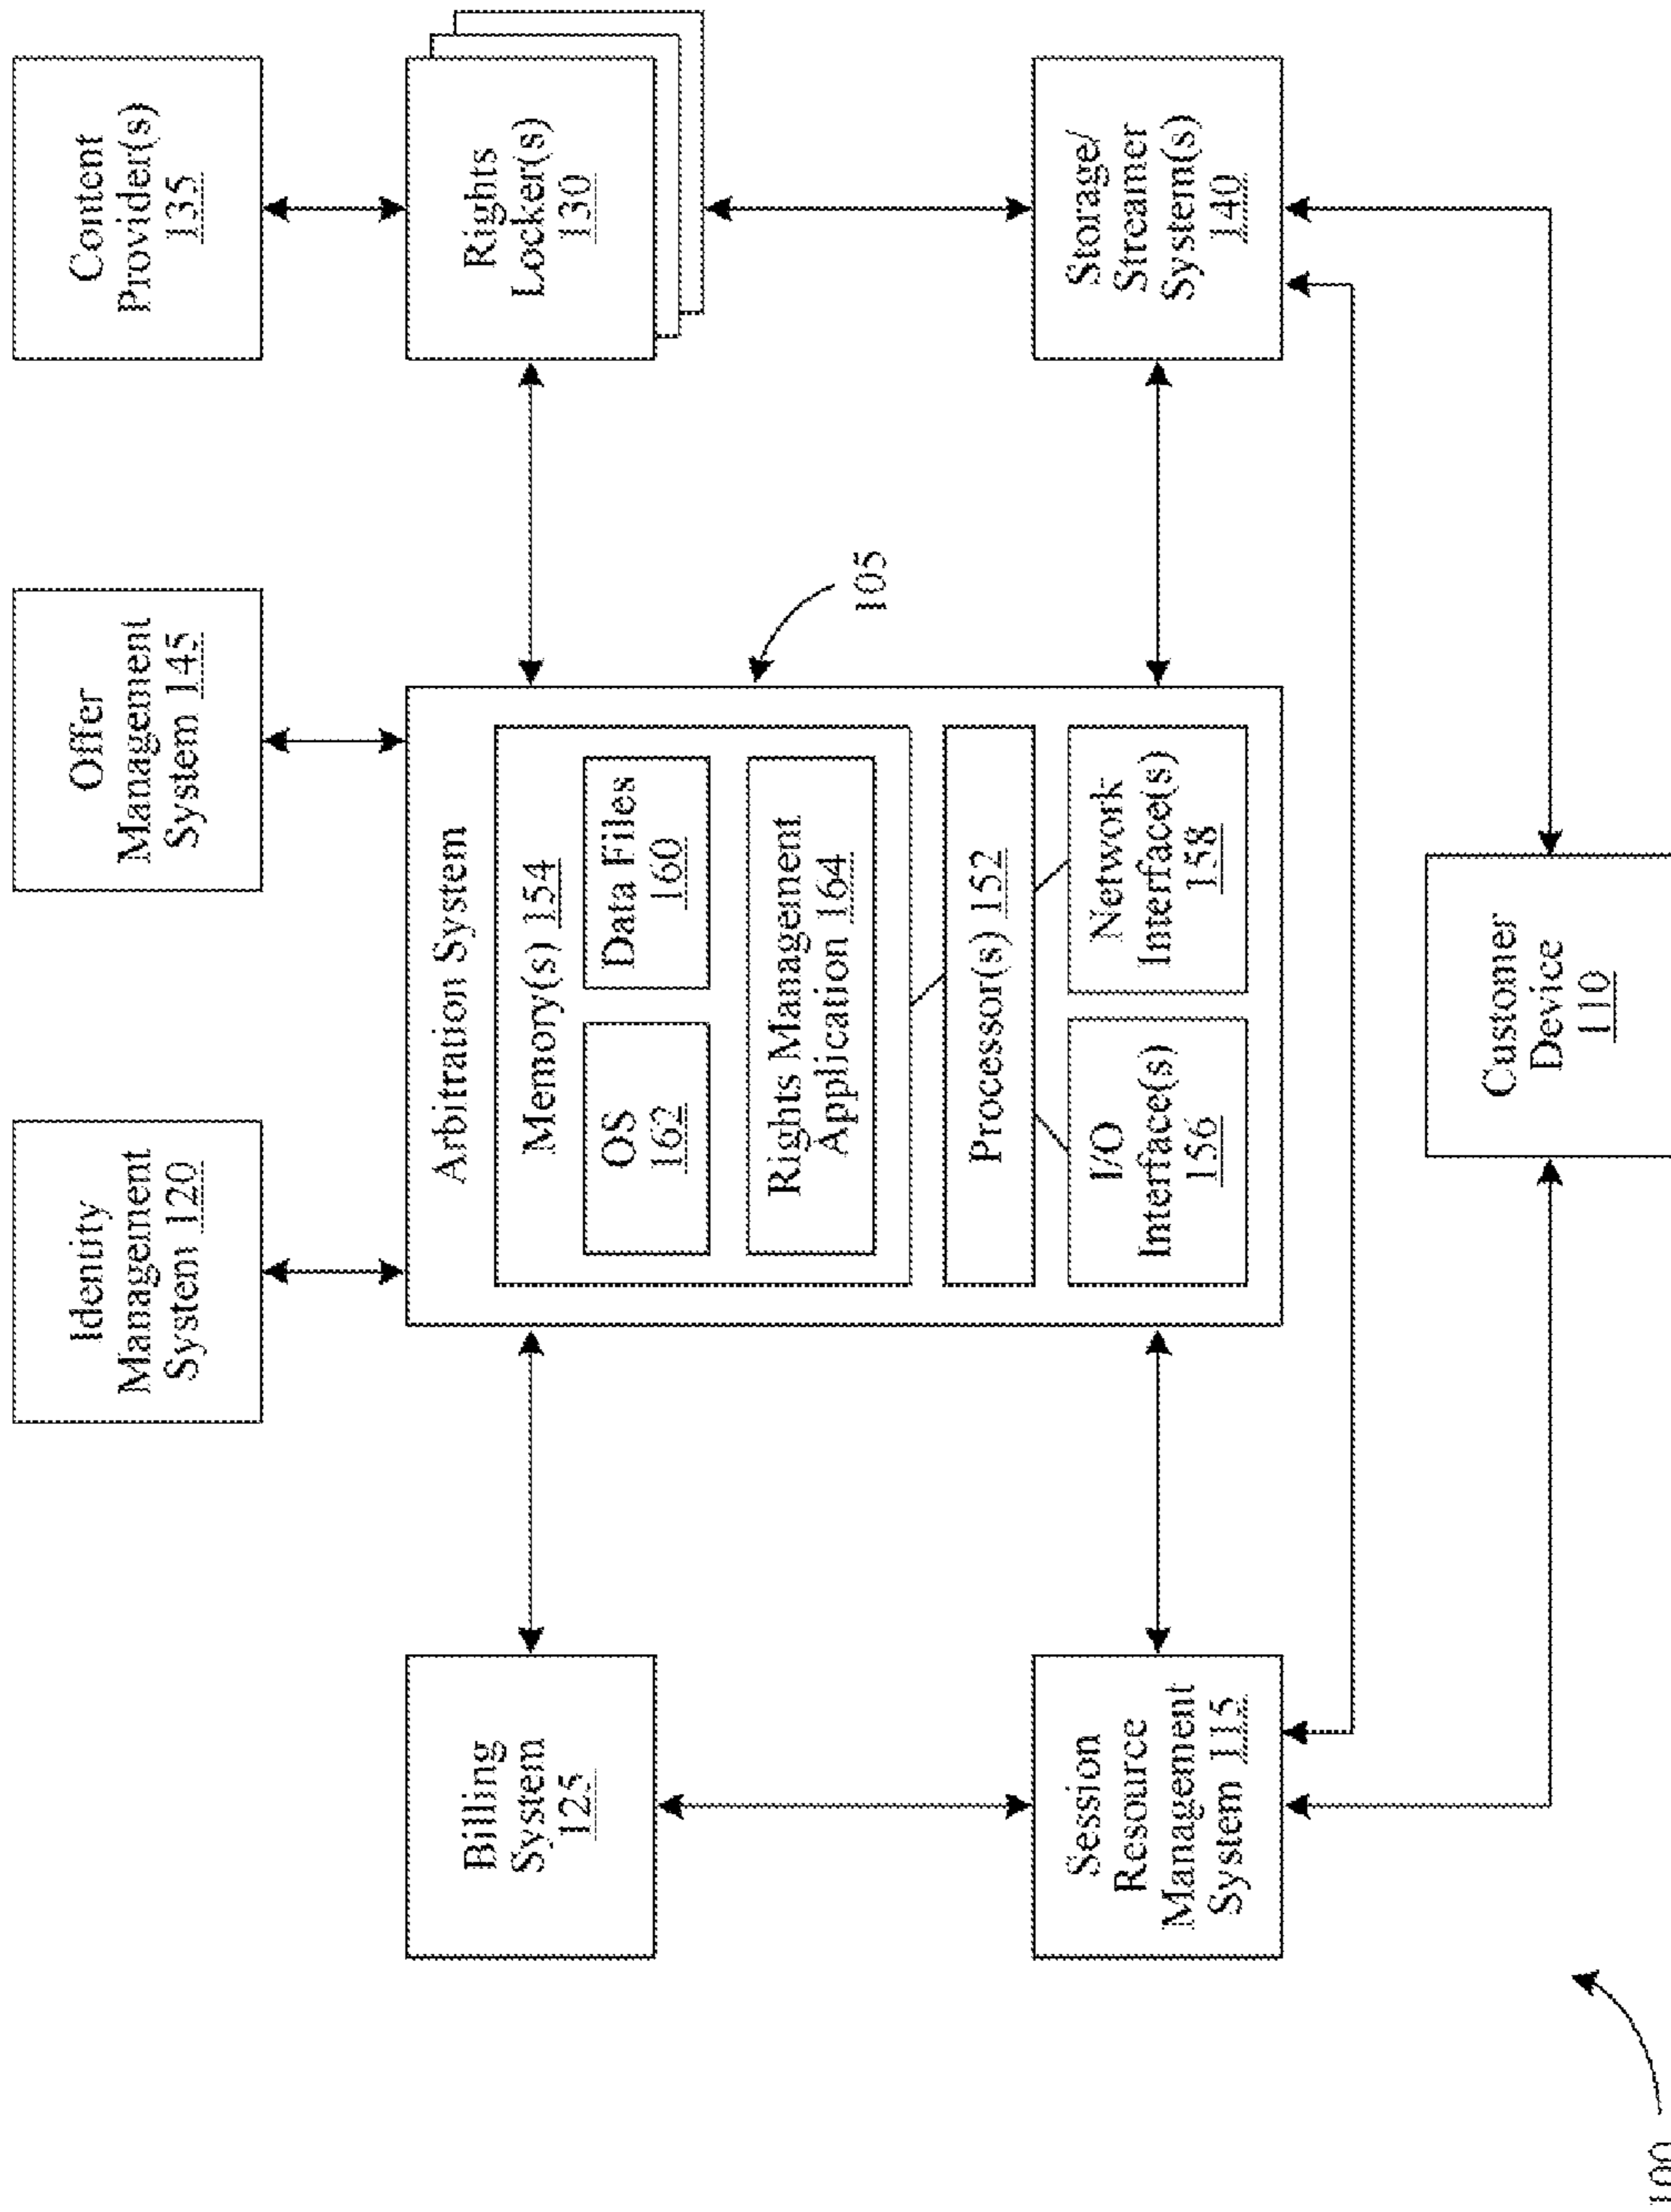 Identity
Management
System 120
Offer
Management
System 145
Content
Provider(s)
135
Billing
System
125
Arbitration System
Memory(s) 154
OS
162
Data Files
160
Rights Management
Application 164
Processor(s) 152
I/O
Interface(s)
156
Network
Interface(s)
158
105
Rights
Locker(s)
130
Session
Resource
Management
System 115
Storage/
Streamer
System(s)
140
Customer
Device
110
100